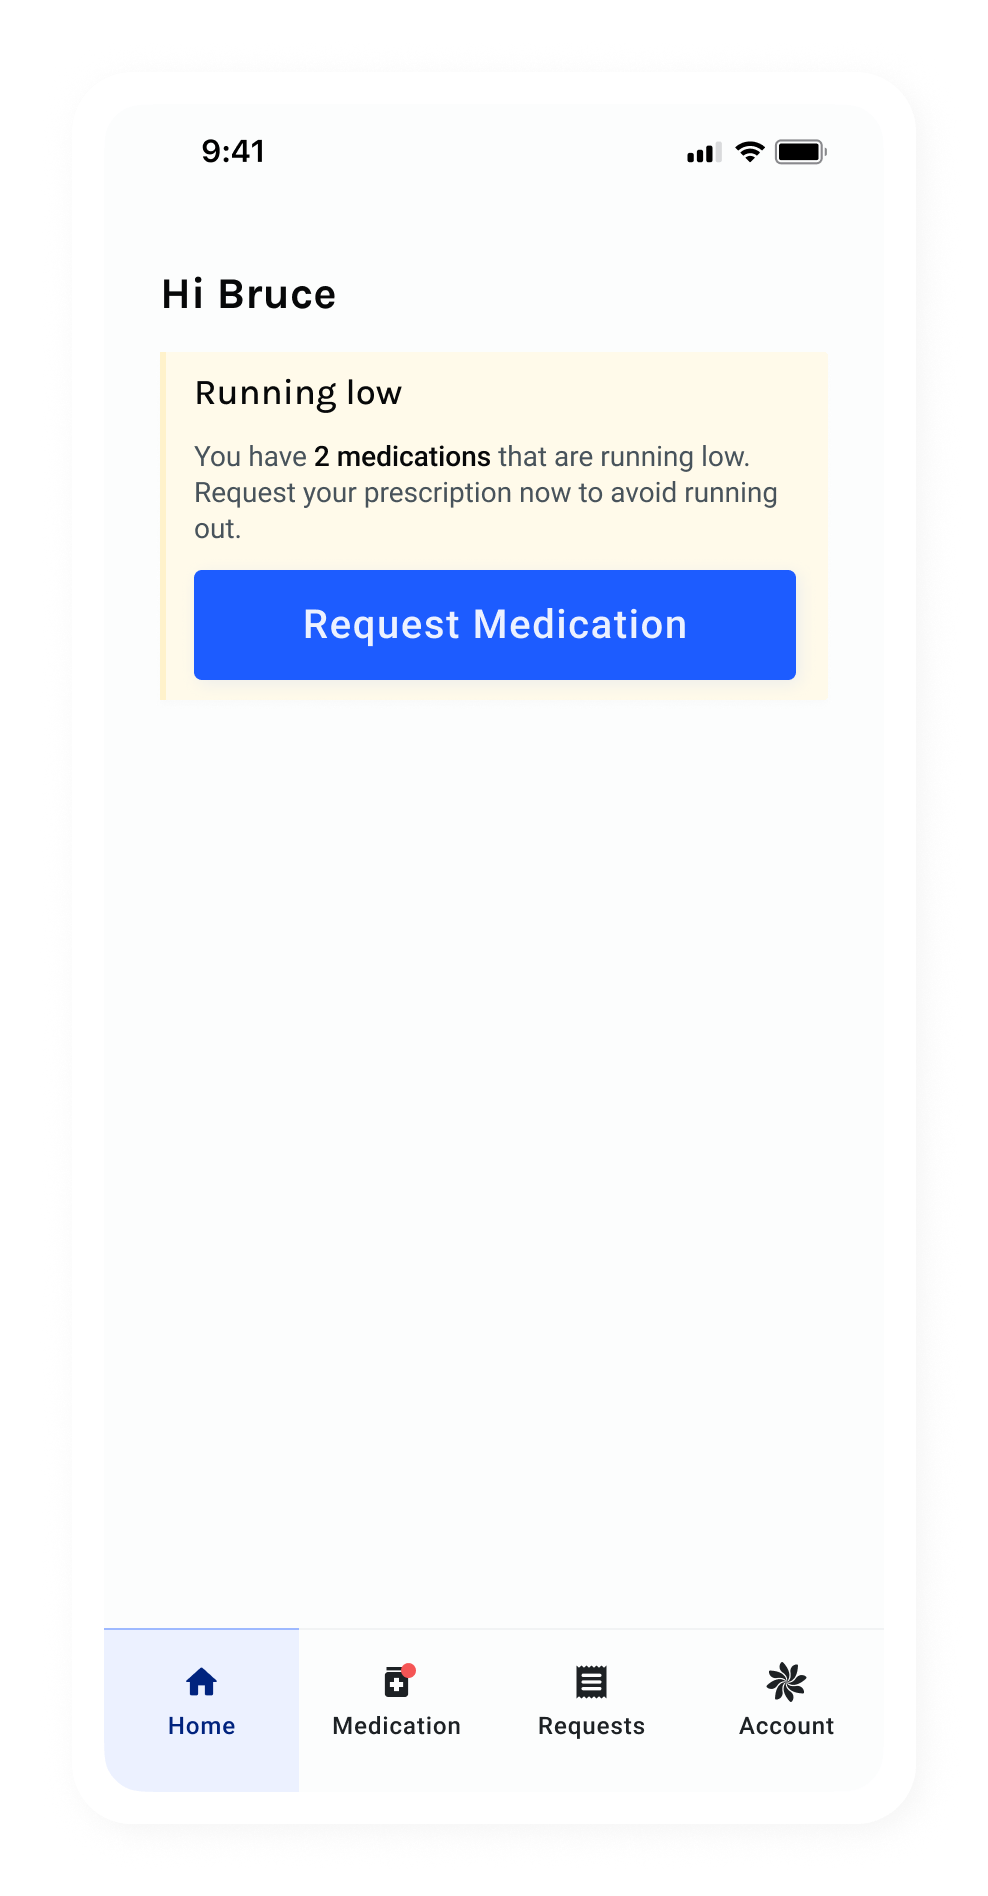 9:41
Hi Bruce
Running low
You have 2 medications that are running low.
Request your prescription now to avoid running
out.
Request Medication
Home
Medication
Requests
Account